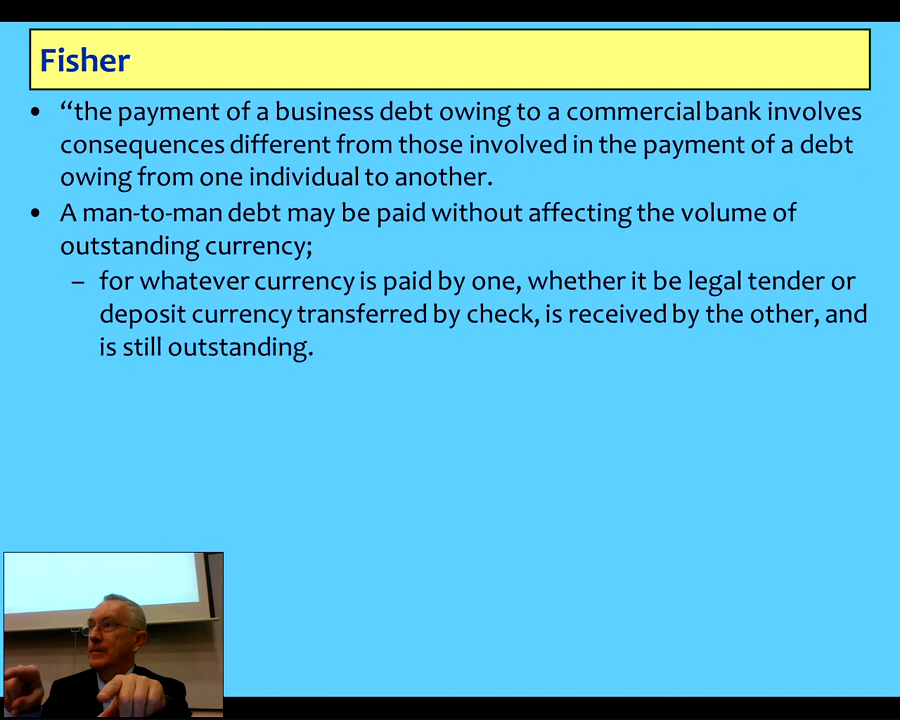 Fisher
• “the payment of a business debt owing to a commercial bank involves
consequences different from those involved in the payment of a debt
owing from one individual to another.
• A man-to-man debt may be paid without affecting the volume of
outstanding currency;
– for whatever currency is paid by one, whether it be legal tender or
deposit currency transferred by check, is received by the other, and
is still outstanding.